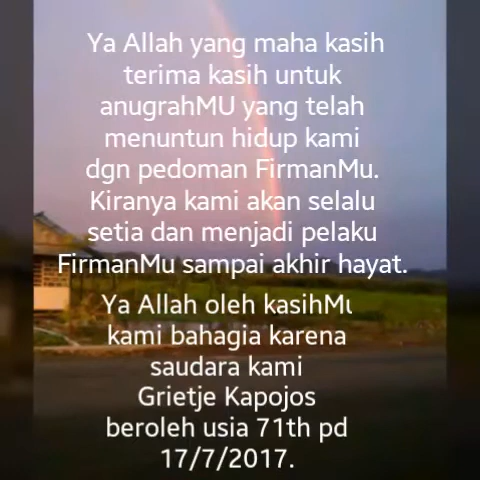 Ya Allah yang maha kasih
terima kasih untuk
anugrahMU yang telah
menuntun hidup kami
dgn pedoman FirmanMu.
Kiranya kami akan selalu
setia dan menjadi pelaku
FirmanMu sampai akhir hayat.
Ya Allah oleh kasihMu
kami bahagia karena
saudara kami
Grietje Kapojos
beroleh usia 71th pd
17/7/2017.